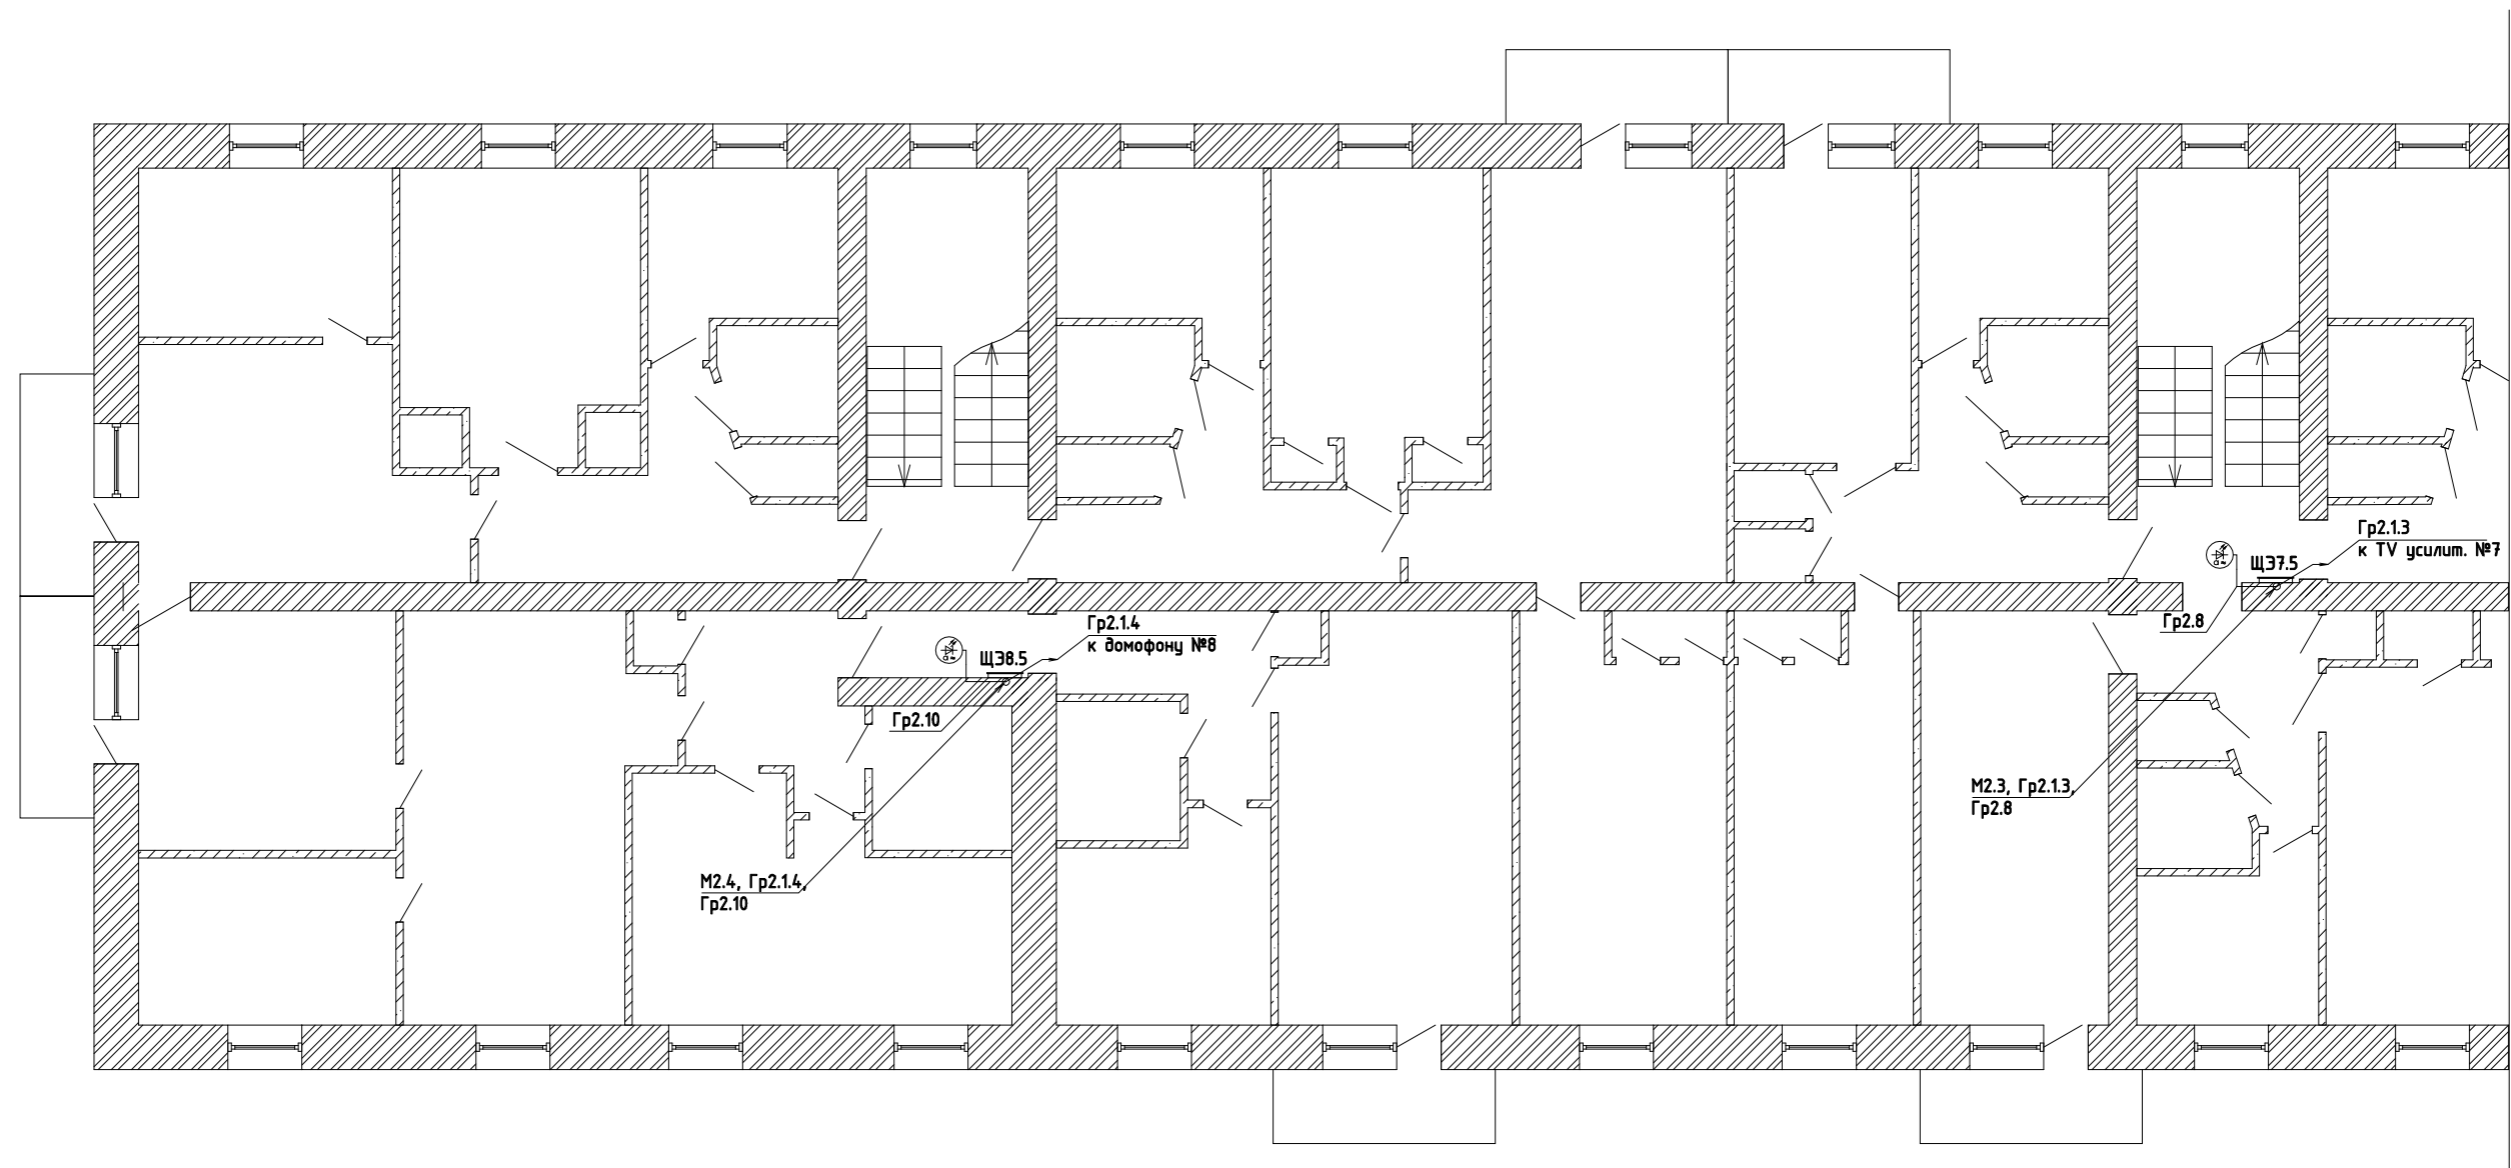 Гр2.1.3
к TV усилит. №7
ЩЭ7.5
Гр2.8
Гр2.1.4
к домофону №8
ЩЭ8.5
Гр2.10
М2.3, Гр2.1.3,
Гр2.8
М2.4, Гр2.1.4,
Гр2.10